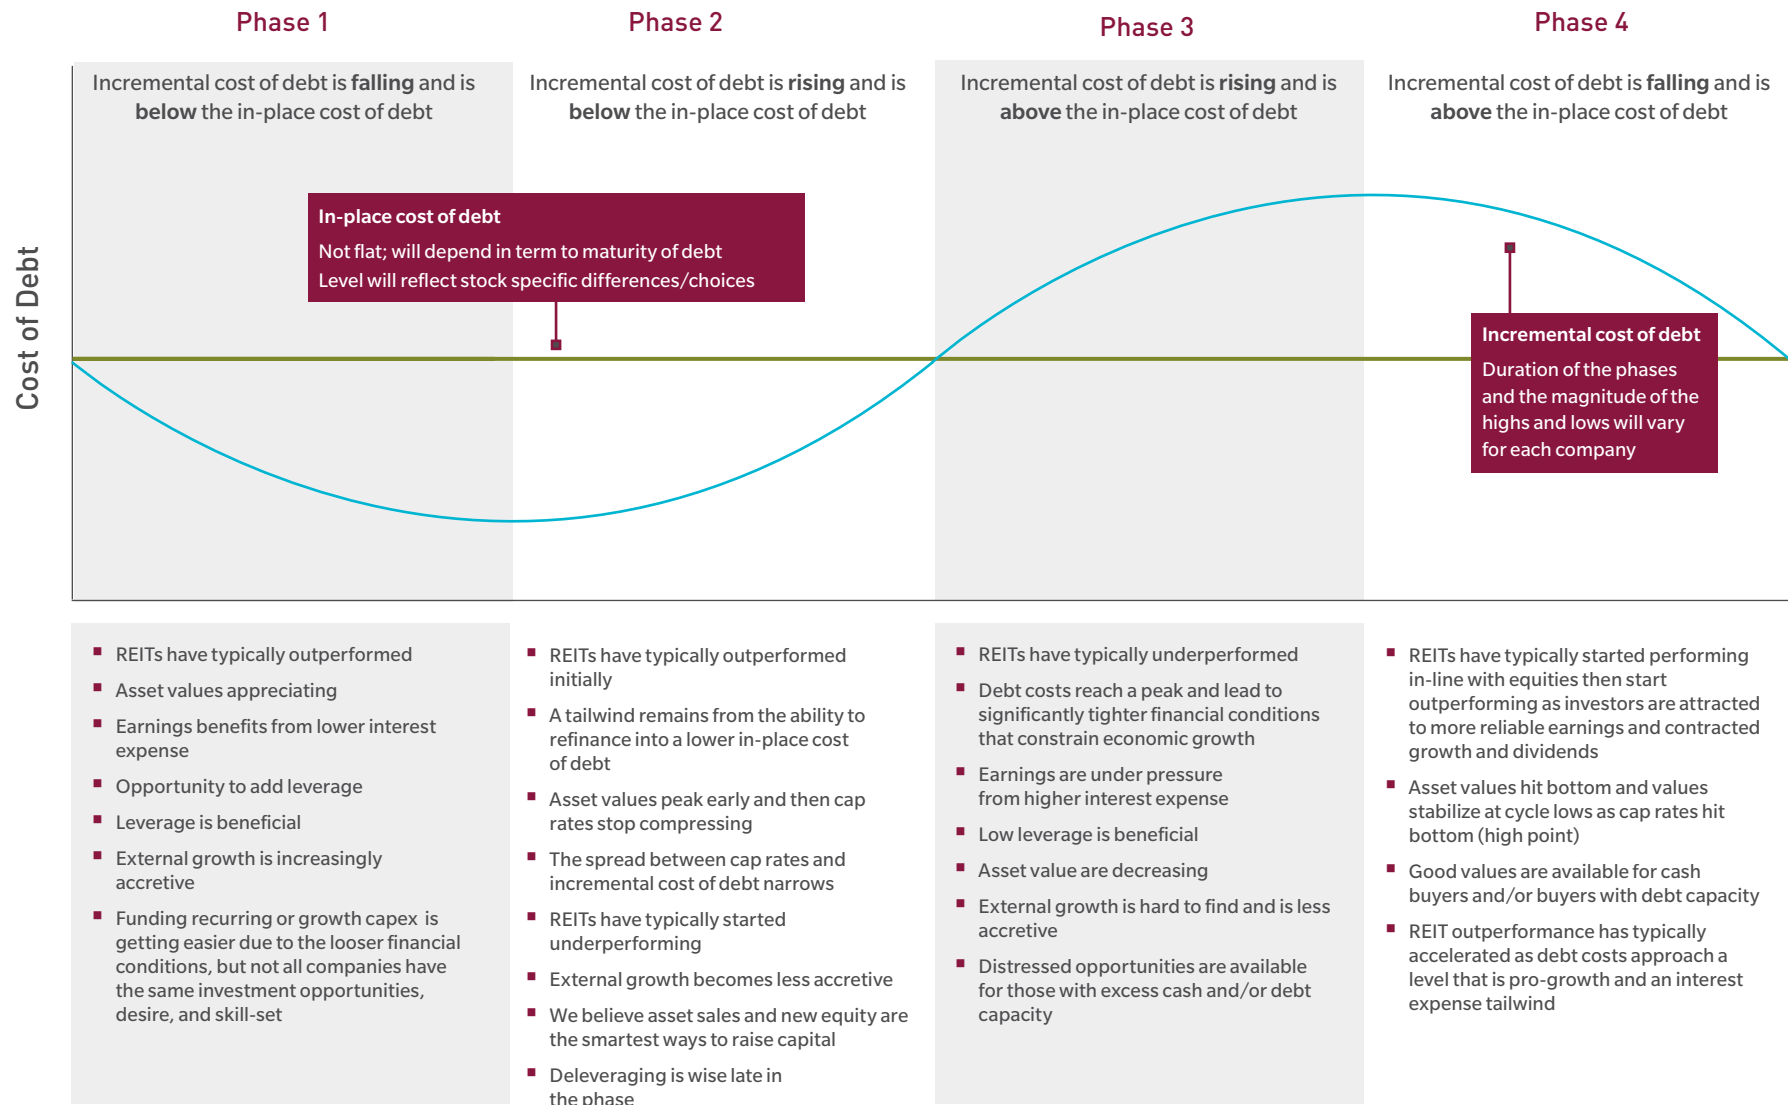 Phase 1
Phase 2
Phase 3
Phase 4
Incremental cost of debt is falling and is
below the in-place cost of debt
Incremental cost of debt is rising and is
below the in-place cost of debt
Incremental cost of debt is rising and is
above the in-place cost of debt
Incremental cost of debt is falling and is
above the in-place cost of debt
Cost of Debt
In-place cost of debt
Not flat; will depend in term to maturity of debt
Level will reflect stock specific differences/choices
Incremental cost of debt
Duration of the phases
and the magnitude of the
highs and lows will vary
for each company
REITs have typically outperformed
Asset values appreciating
Earnings benefits from lower interest
expense
Opportunity to add leverage
Leverage is beneficial
External growth is increasingly
accretive
Funding recurring or growth capex is
getting easier due to the looser financial
conditions, but not all companies have
the same investment opportunities,
desire, and skill-set
REITs have typically outperformed
initially
A tailwind remains from the ability to
refinance into a lower in-place cost
of debt
Asset values peak early and then cap
rates stop compressing
The spread between cap rates and
incremental cost of debt narrows
REITs have typically started
underperforming
External growth becomes less accretive
We believe asset sales and new equity are
the smartest ways to raise capital
Deleveraging is wise late in
the phase
REITs have typically underperformed
Debt costs reach a peak and lead to
significantly tighter financial conditions
that constrain economic growth
Earnings are under pressure
from higher interest expense
Low leverage is beneficial
Asset value are decreasing
External growth is hard to find and is less
accretive
Distressed opportunities are available
for those with excess cash and/or debt
capacity
REITs have typically started performing
in-line with equities then start
outperforming as investors are attracted
to more reliable earnings and contracted
growth and dividends
Asset values hit bottom and values
stabilize at cycle lows as cap rates hit
bottom (high point)
Good values are available for cash
buyers and/or buyers with debt capacity
REIT outperformance has typically
accelerated as debt costs approach a
level that is pro-growth and an interest
expense tailwind